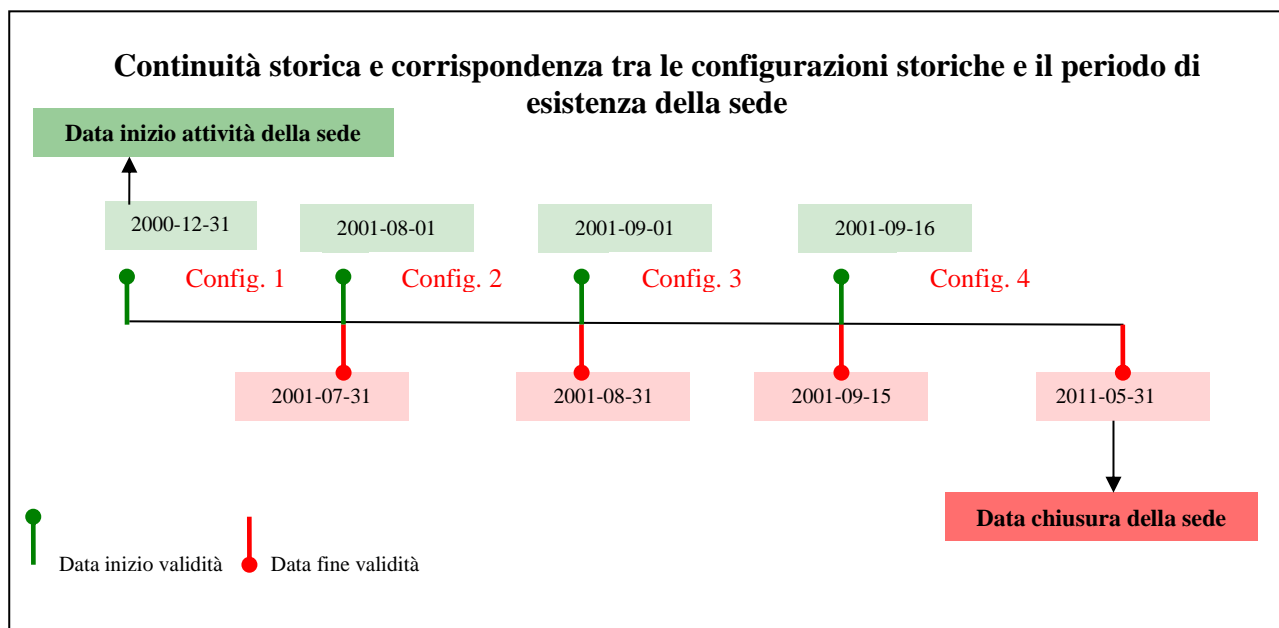 Continuità storica e corrispondenza tra le configurazioni storiche e il periodo di
esistenza della sede
Data inizio attività della sede
2000-12-31
2001-08-01
2001-09-01
2001-09-16
Config. 1
Config. 2
Config. 3
Config. 4
2001-07-31
2001-08-31
2001-09-15
2011-05-31
Data chiusura della sede
Data inizio validità
Data fine validità